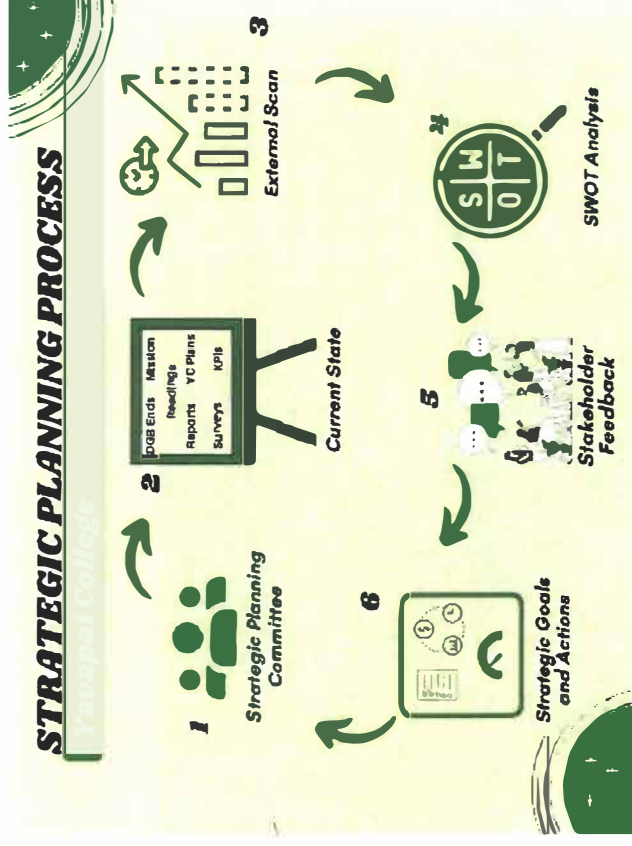 STRATEGIC PLANNING PROCESS
Yavapai College
1
Strategic Planning
Committee
2
DGB Ends Mission
Readings
Reports YC Plans
Surveys KPIs
Current State
3
External Scan
4
S W
O T
SWOT Analysis
5
Stakeholder
Feedback
6
Strategic Goals
and Actions